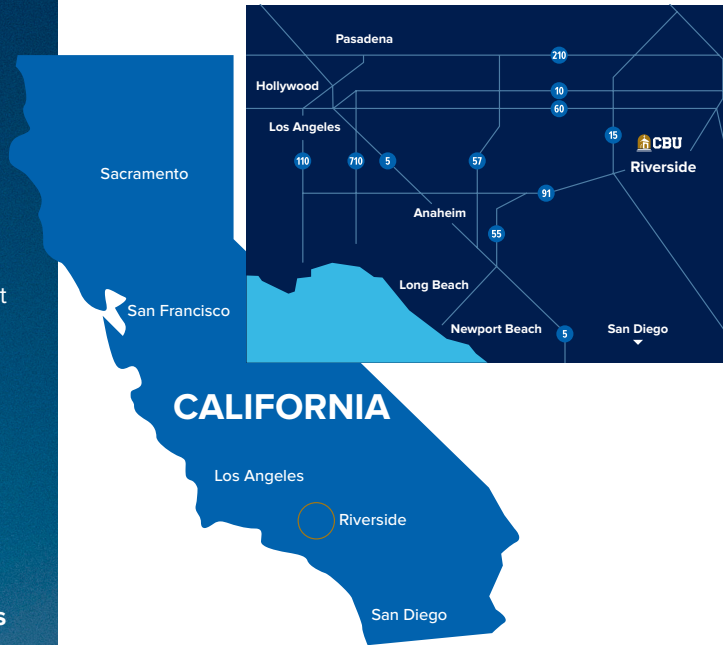 Pasadena
210
Hollywood
10
60
Los Angeles
15
CBU
110
710
5
57
Riverside
91
Anaheim
55
Long Beach
Newport Beach
5
San Diego
Sacramento
t
San Francisco
CALIFORNIA
Los Angeles
Riverside
San Diego
s